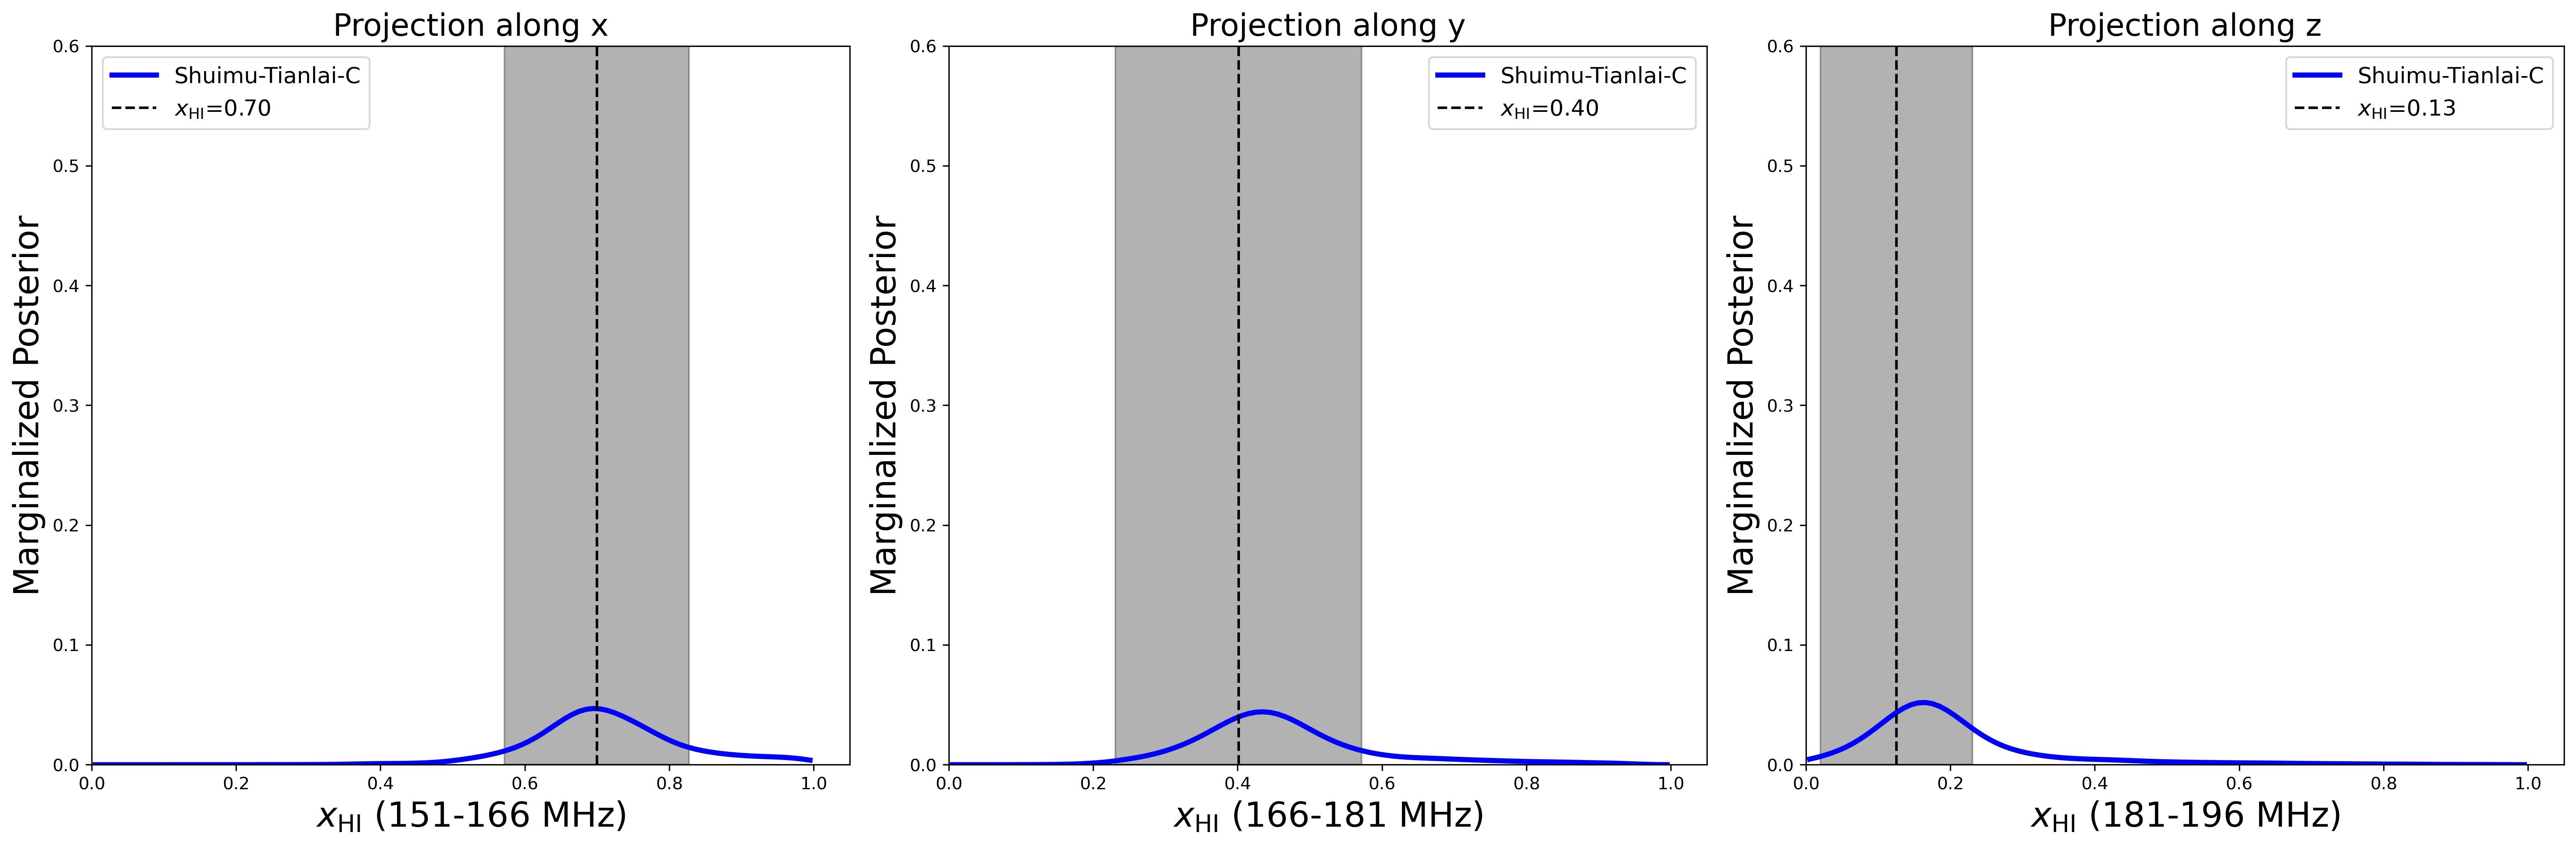 Projection along x
Projection along y
Projection along z
Shuimu-Tianlai-C
x_HI=0.70
Shuimu-Tianlai-C
x_HI=0.40
Shuimu-Tianlai-C
x_HI=0.13
Marginalized Posterior
0.6
0.5
0.4
0.3
0.2
0.1
0.0
0.0 0.2 0.4 0.6 0.8 1.0
x_HI (151-166 MHz)
Marginalized Posterior
0.6
0.5
0.4
0.3
0.2
0.1
0.0
0.0 0.2 0.4 0.6 0.8 1.0
x_HI (166-181 MHz)
Marginalized Posterior
0.6
0.5
0.4
0.3
0.2
0.1
0.0
0.0 0.2 0.4 0.6 0.8 1.0
x_HI (181-196 MHz)